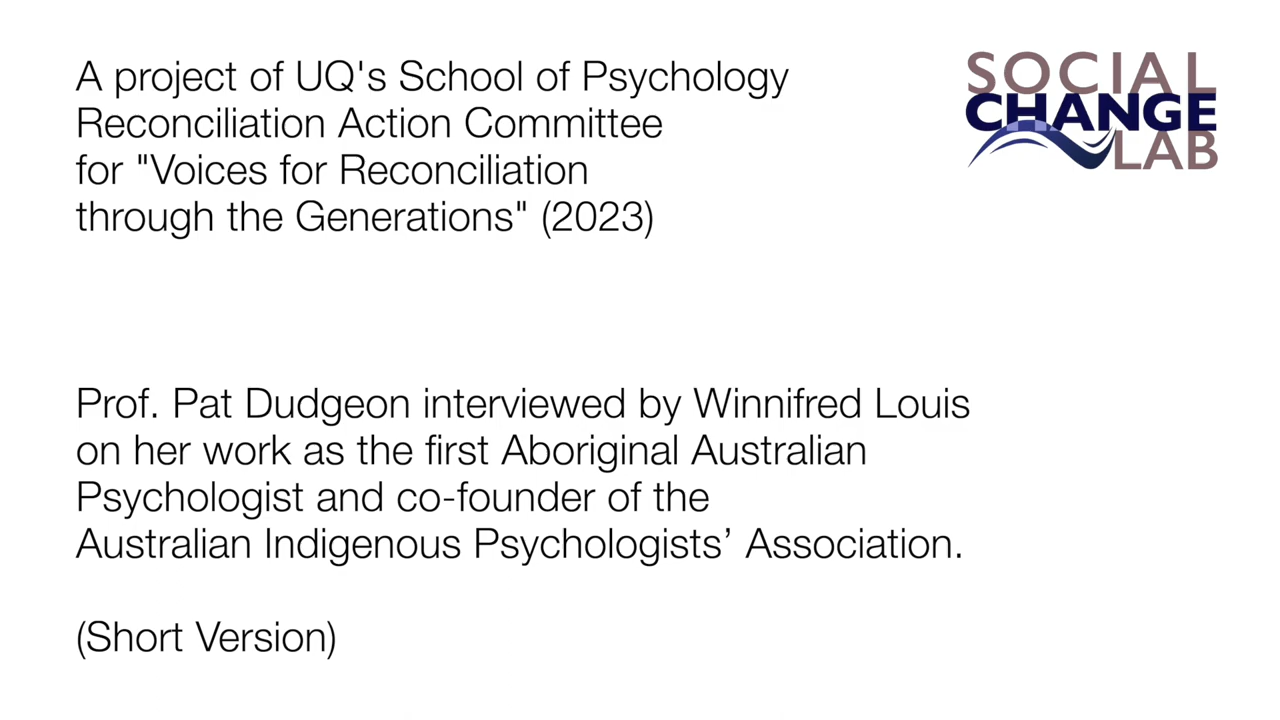 A project of UQ's School of Psychology
Reconciliation Action Committee
for "Voices for Reconciliation
through the Generations" (2023)
SOCIAL
CHANGE
LAB
Prof. Pat Dudgeon interviewed by Winnifred Louis
on her work as the first Aboriginal Australian
Psychologist and co-founder of the
Australian Indigenous Psychologists’ Association.
(Short Version)